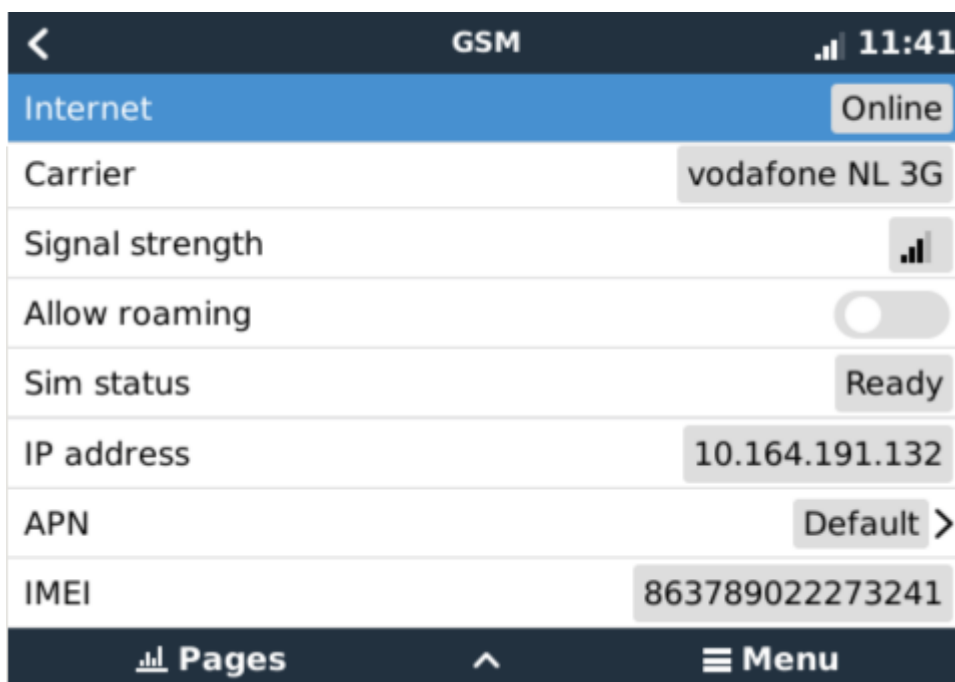 GSM 11:41
Internet Online
Carrier vodafone NL 3G
Signal strength
Allow roaming
Sim status Ready
IP address 10.164.191.132
APN Default
IMEI 863789022273241
Pages Menu